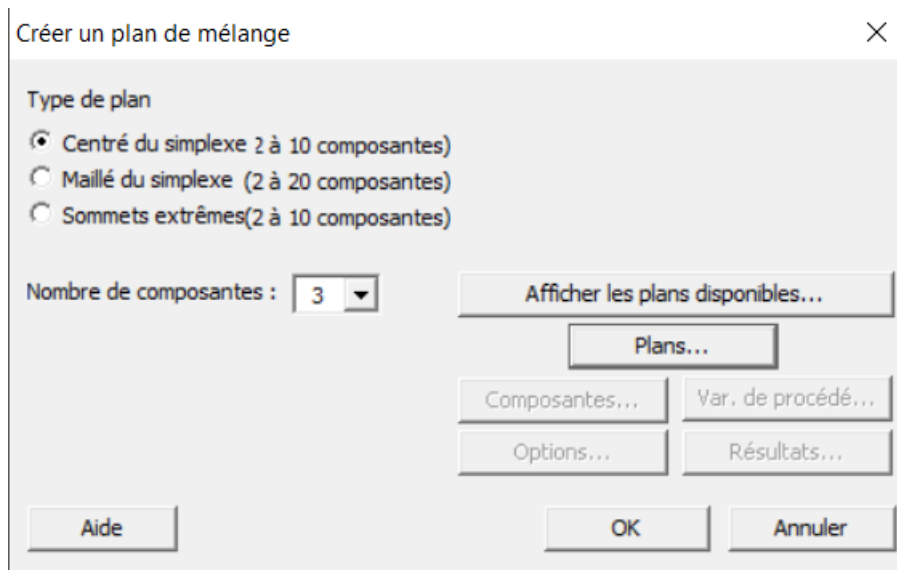 Créer un plan de mélange
Type de plan
Centré du simplexe 2 à 10 composantes)
Maillé du simplexe (2 à 20 composantes)
Sommets extrêmes(2 à 10 composantes)
Nombre de composantes : 3
Afficher les plans disponibles...
Plans...
Composantes... Var. de procédé...
Options... Résultats...
Aide OK Annuler